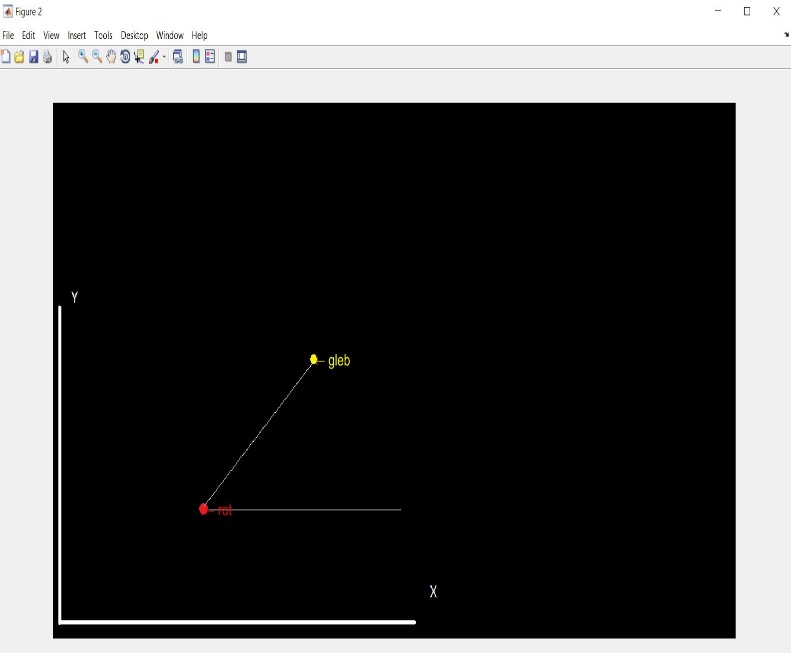 Figure 2
File Edit View Insert Tools Desktop Window Help
Y
gleb
rot
X